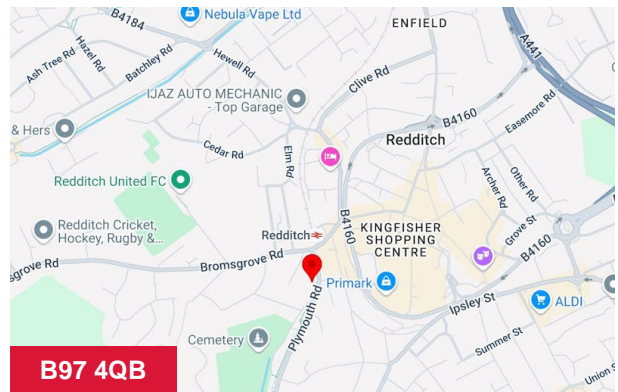 B4184
Nebula Vape Ltd
ENFIELD
A441
Hazel Rd
Ash Tree Rd
Batchley Rd
Hewell Rd
Clive Rd
IJAZ AUTO MECHANIC
- Top Garage
B4160
Easemore Rd
& Hers
Redditch
Cedar Rd
Elm Rd
Redditch United FC
Archer Rd
Other Rd
Redditch Cricket,
Hockey, Rugby &...
Redditch
B4160
KINGFISHER
SHOPPING
CENTRE
Grove St
B4160
sgrove Rd
Bromsgrove Rd
Primark
Ipsley St
ALDI
Plymouth Rd
Cemetery
Summer St
Union S
B97 4QB